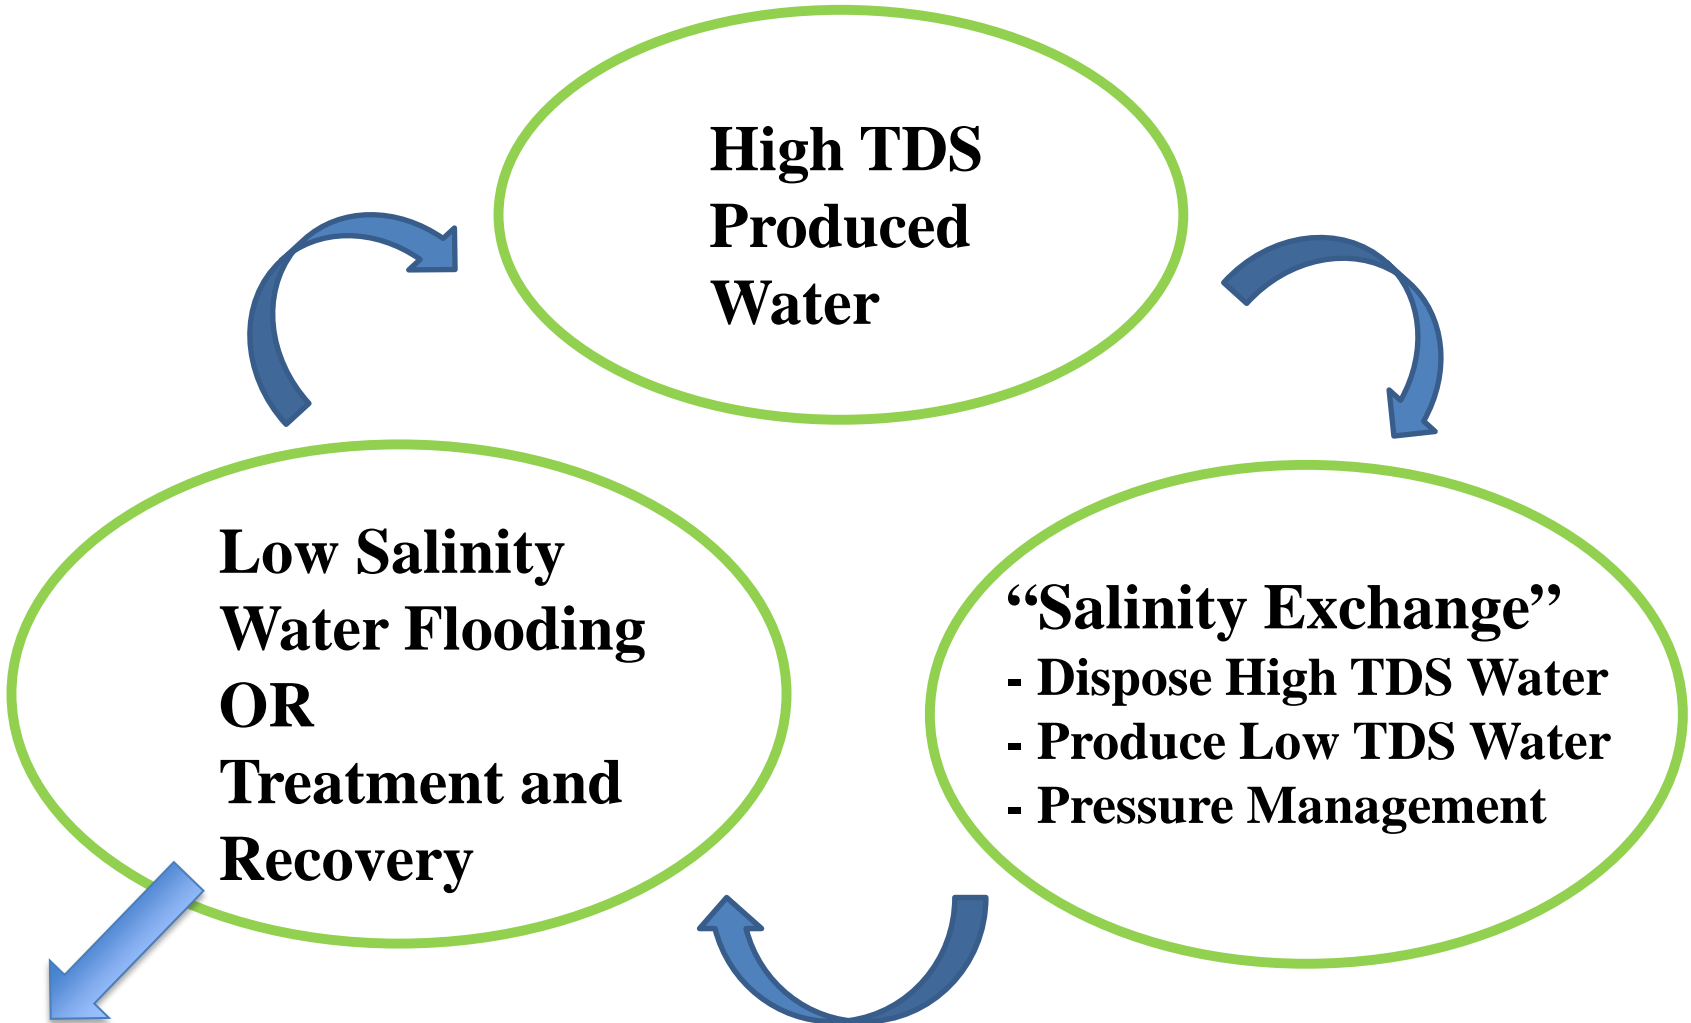 High TDS
Produced
Water
Low Salinity
Water Flooding
OR
Treatment and
Recovery
“Salinity Exchange”
- Dispose High TDS Water
- Produce Low TDS Water
- Pressure Management